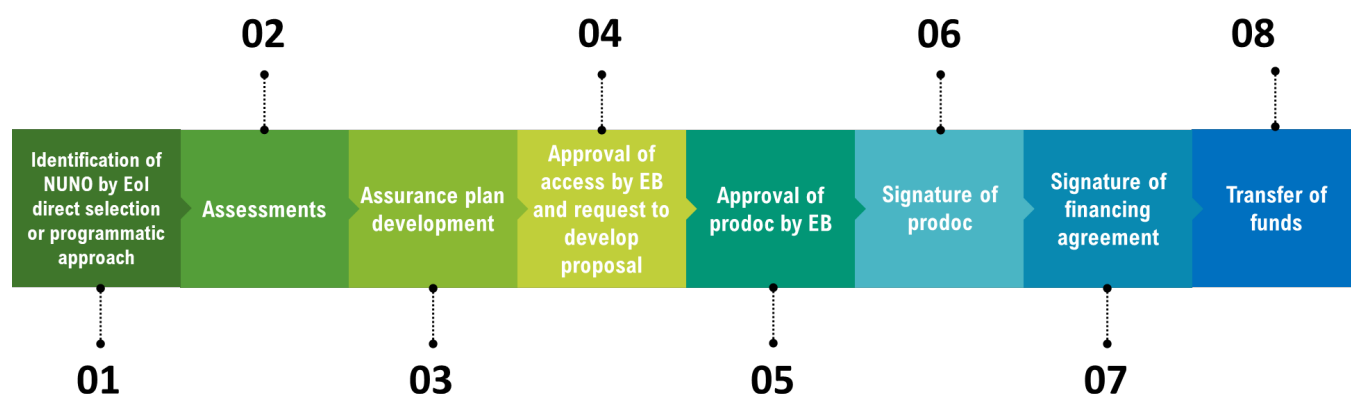 02
04
06
08
Identification of
NUNO by EoI
direct selection
or programmatic
approach
Assessments
Assurance plan
development
Approval of
access by EB
and request to
develop
proposal
Approval of
prodoc by EB
Signature of
prodoc
Signature of
financing
agreement
Transfer of
funds
01
03
05
07